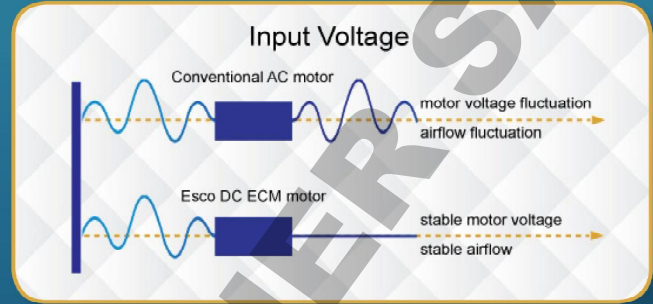 Input Voltage
Conventional AC motor
motor voltage fluctuation
airflow fluctuation
Esco DC ECM motor
stable motor voltage
stable airflow